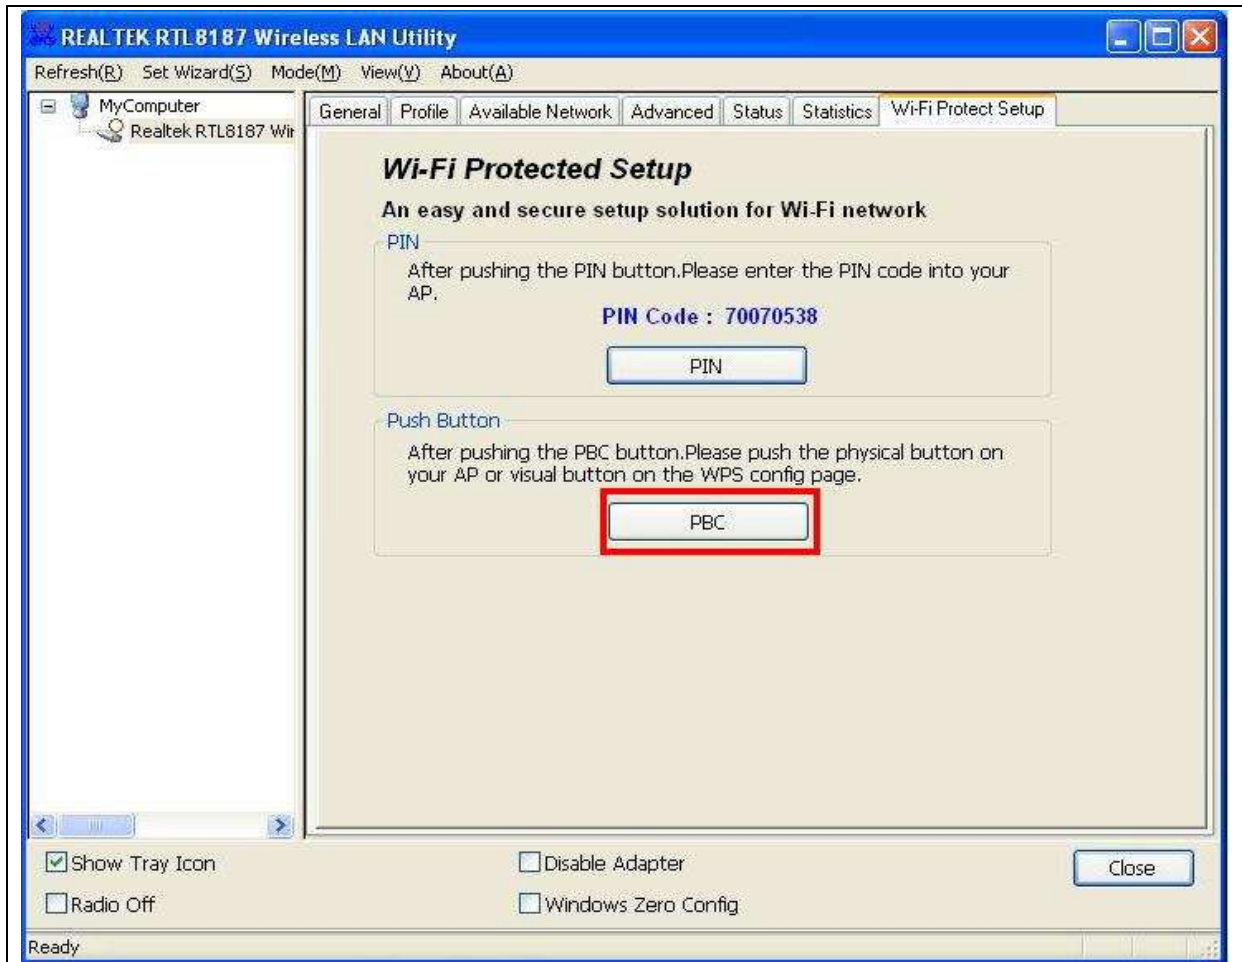 REALTEK RTL8187 Wireless LAN Utility
Refresh(R) Set Wizard(S) Mode(M) View(V) About(A)
MyComputer
Realtek RTL8187 Wir
General Profile Available Network Advanced Status Statistics Wi-Fi Protect Setup
Wi-Fi Protected Setup
An easy and secure setup solution for Wi-Fi network
PIN
After pushing the PIN button.Please enter the PIN code into your
AP.
PIN Code : 70070538
PIN
Push Button
After pushing the PBC button.Please push the physical button on
your AP or visual button on the WPS config page.
PBC
Show Tray Icon
Disable Adapter
Close
Radio Off
Windows Zero Config
Ready